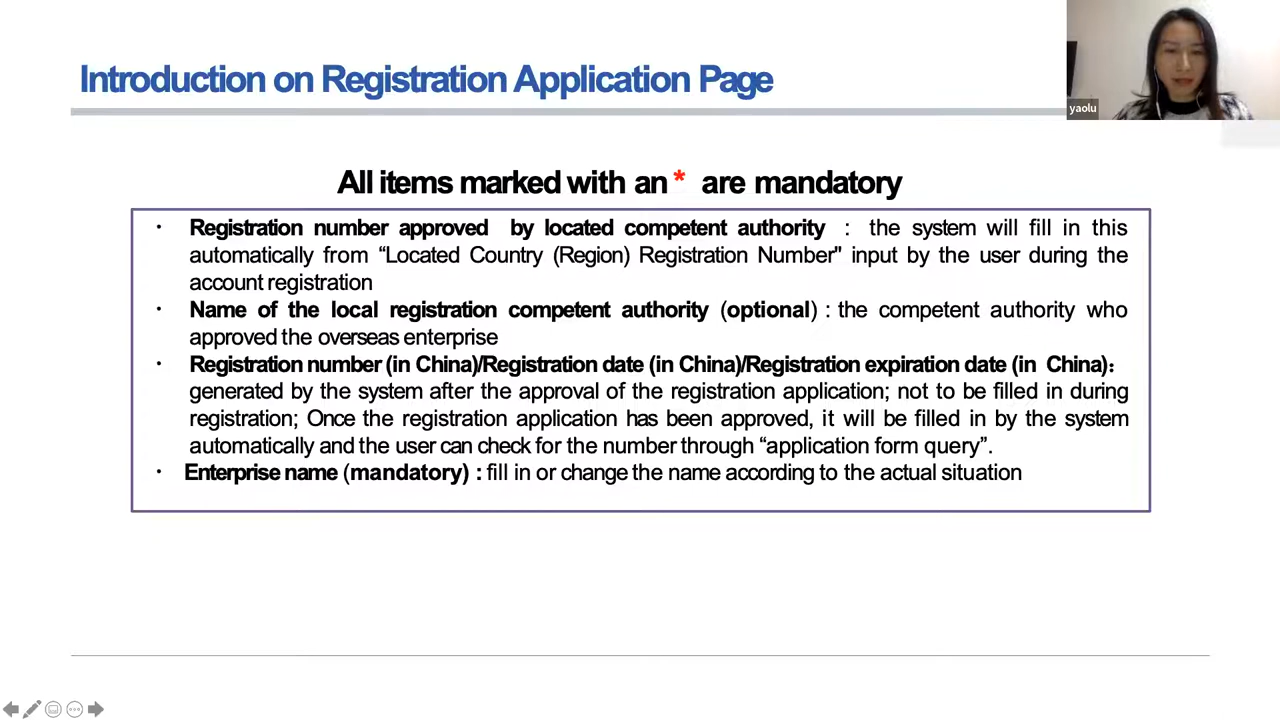 Introduction on Registration Application Page
yaolu
All items marked with an * are mandatory
· Registration number approved by located competent authority : the system will fill in this
automatically from “Located Country (Region) Registration Number" input by the user during the
account registration
· Name of the local registration competent authority (optional) : the competent authority who
approved the overseas enterprise
· Registration number (in China)/Registration date (in China)/Registration expiration date (in China)：
generated by the system after the approval of the registration application; not to be filled in during
registration; Once the registration application has been approved, it will be filled in by the system
automatically and the user can check for the number through “application form query”.
· Enterprise name (mandatory) : fill in or change the name according to the actual situation